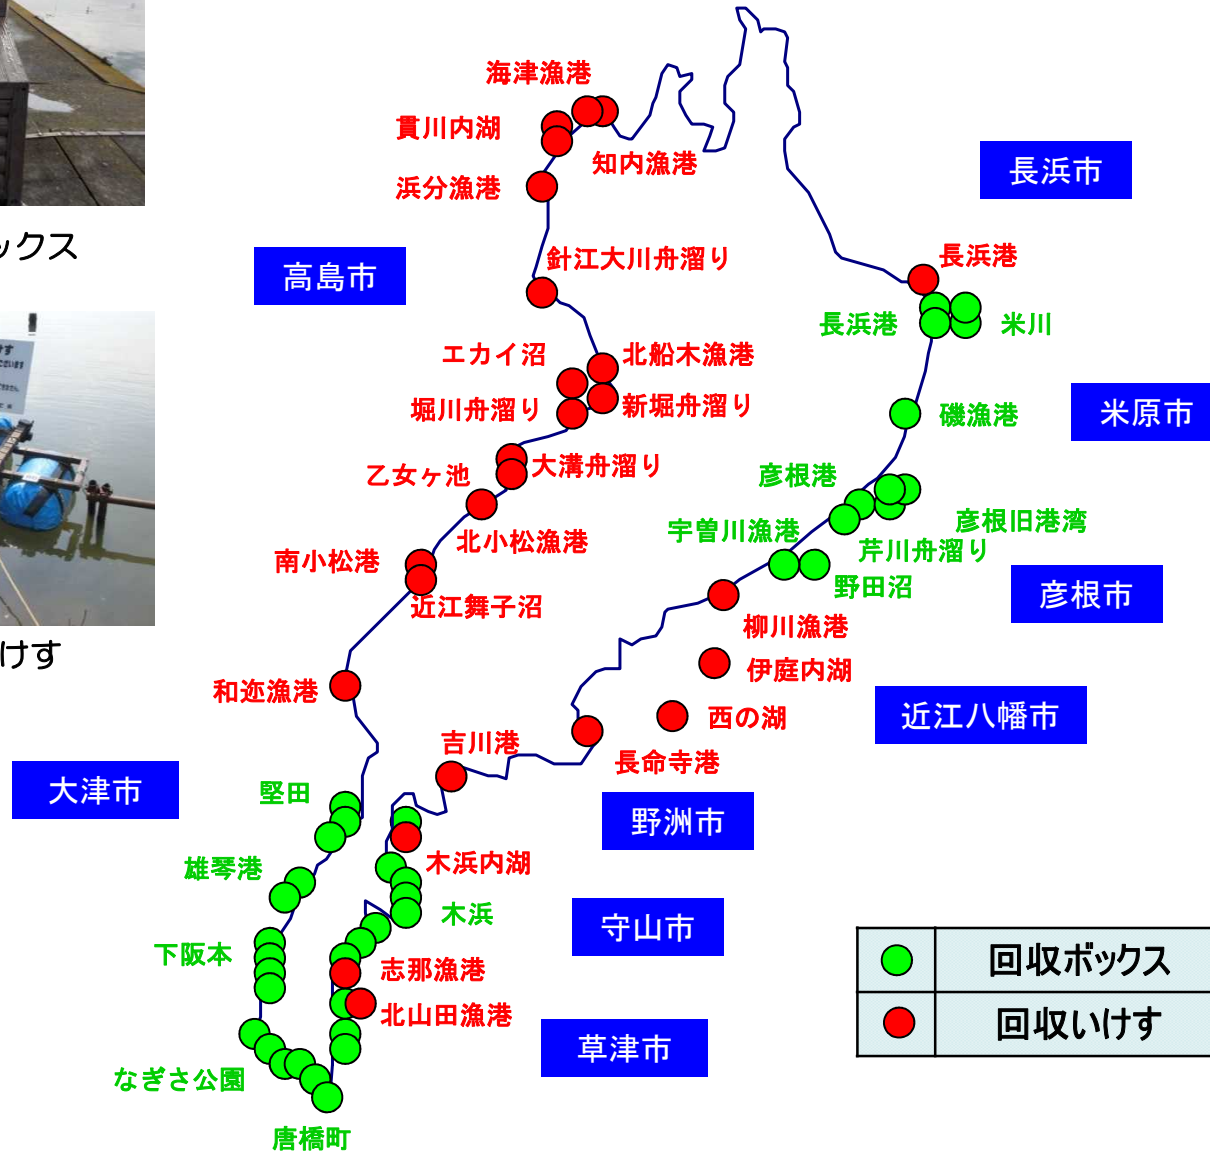 海津漁港
貫川内湖
知内漁港
浜分漁港
長浜市
ックス
針江大川舟溜り
長浜港
高島市
長浜港
米川
エカイ沼
北船木漁港
堀川舟溜り
新堀舟溜り
磯漁港
米原市
乙女ヶ池
大溝舟溜り
彦根港
北小松漁港
宇曽川漁港
彦根旧港湾
南小松港
芹川舟溜り
近江舞子沼
野田沼
彦根市
けす
柳川漁港
伊庭内湖
和迩漁港
西の湖
近江八幡市
吉川港
長命寺港
大津市
堅田
野洲市
雄琴港
木浜内湖
木浜
守山市
下阪本
志那漁港
回収ボックス
北山田漁港
回収いけす
草津市
なぎさ公園
唐橋町